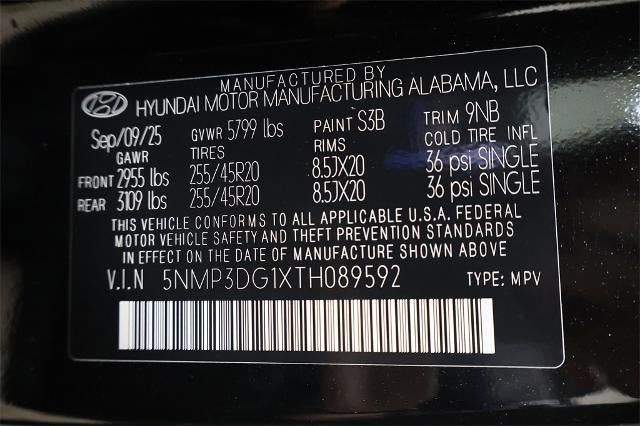 MANUFACTURED BY
HYUNDAI MOTOR MANUFACTURING ALABAMA, LLC
Sep/09/25 GVWR 5799 lbs PAINT S3B TRIM 9NB
GAWR TIRES RIMS COLD TIRE INFL
FRONT 2955 lbs 255/45R20 8.5JX20 36 psi SINGLE
REAR 3109 lbs 255/45R20 8.5JX20 36 psi SINGLE
THIS VEHICLE CONFORMS TO ALL APPLICABLE U.S.A. FEDERAL
MOTOR VEHICLE SAFETY AND THEFT PREVENTION STANDARDS
IN EFFECT ON THE DATE OF MANUFACTURE SHOWN ABOVE
V.I.N 5NMP3DG1XTH089592 TYPE: MPV